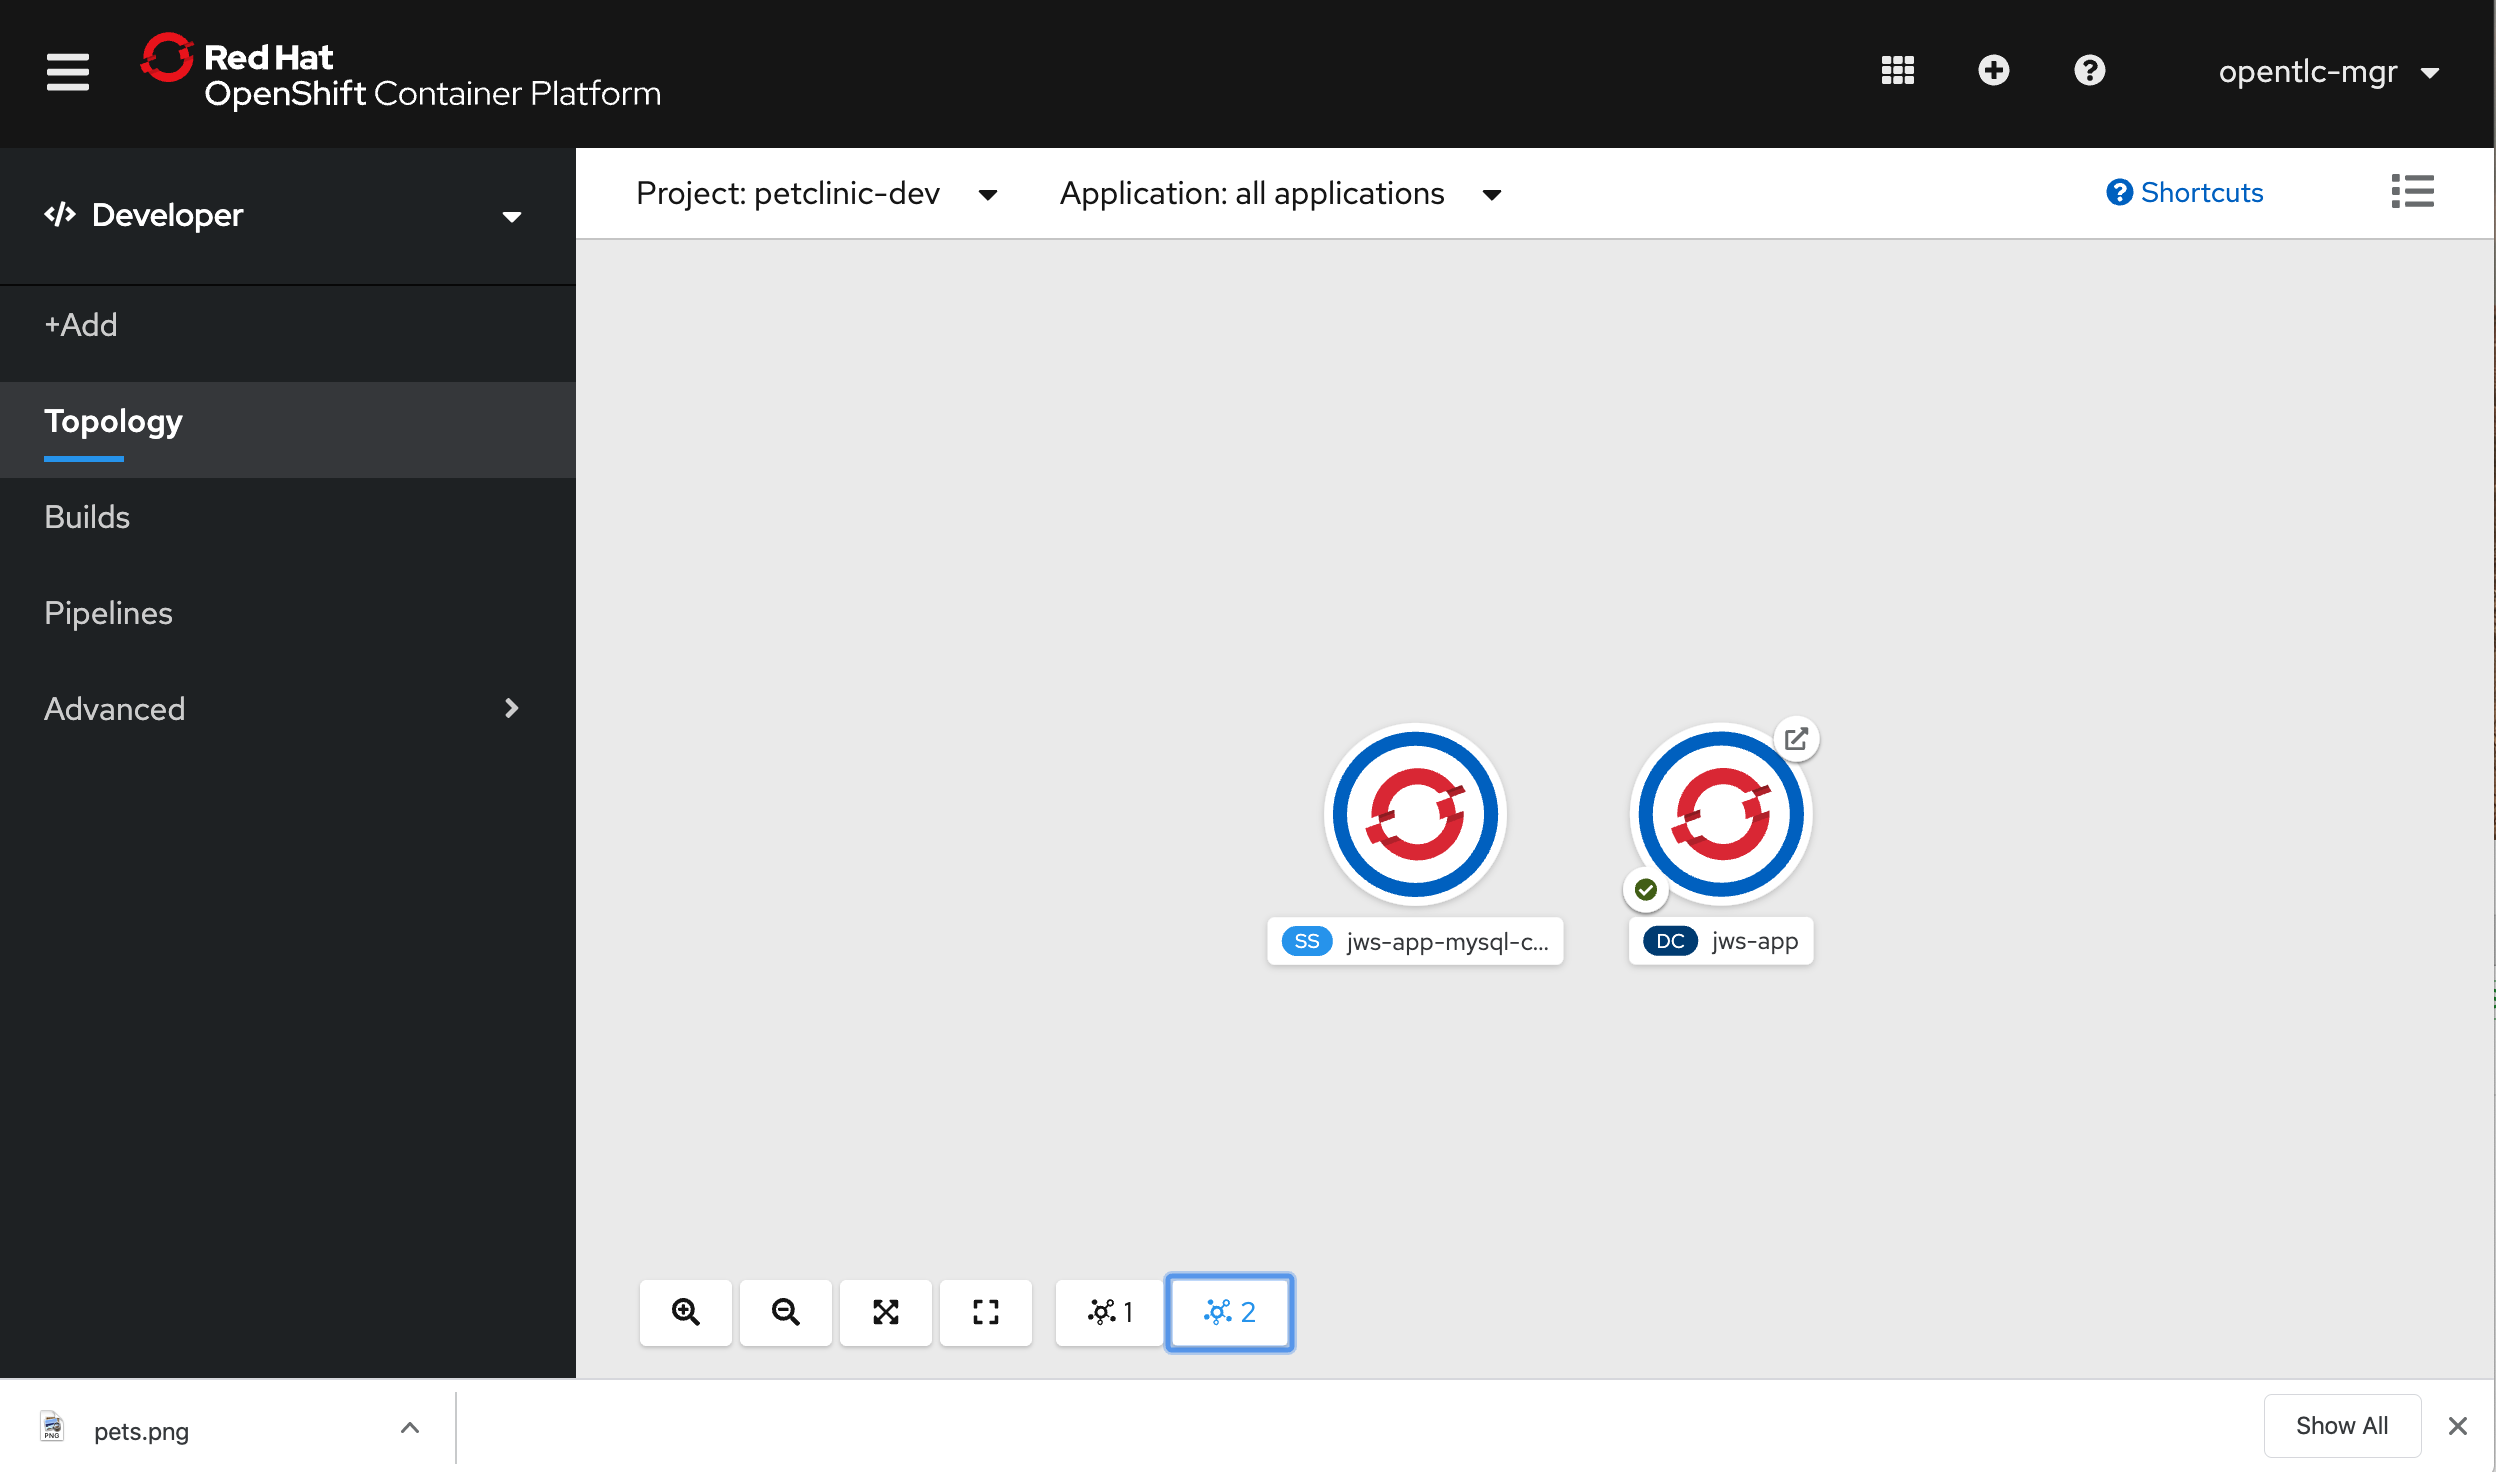 Red Hat
OpenShift Container Platform
opentlc-mgr
Developer
Project: petclinic-dev
Application: all applications
Shortcuts
+Add
Topology
Builds
Pipelines
Advanced
SS jws-app-mysql-c...
DC jws-app
1
2
PNG
pets.png
Show All